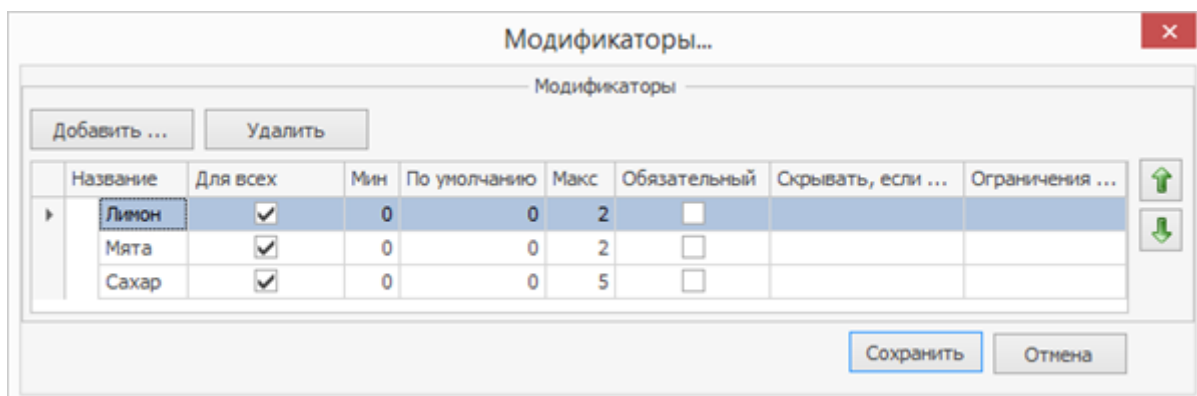 Модификаторы...
Модификаторы
Добавить ... Удалить
Название Для всех Мин По умолчанию Макс Обязательный Скрывать, если ... Ограничения ...
Лимон 0 0 2
Мята 0 0 2
Сахар 0 0 5
Сохранить Отмена